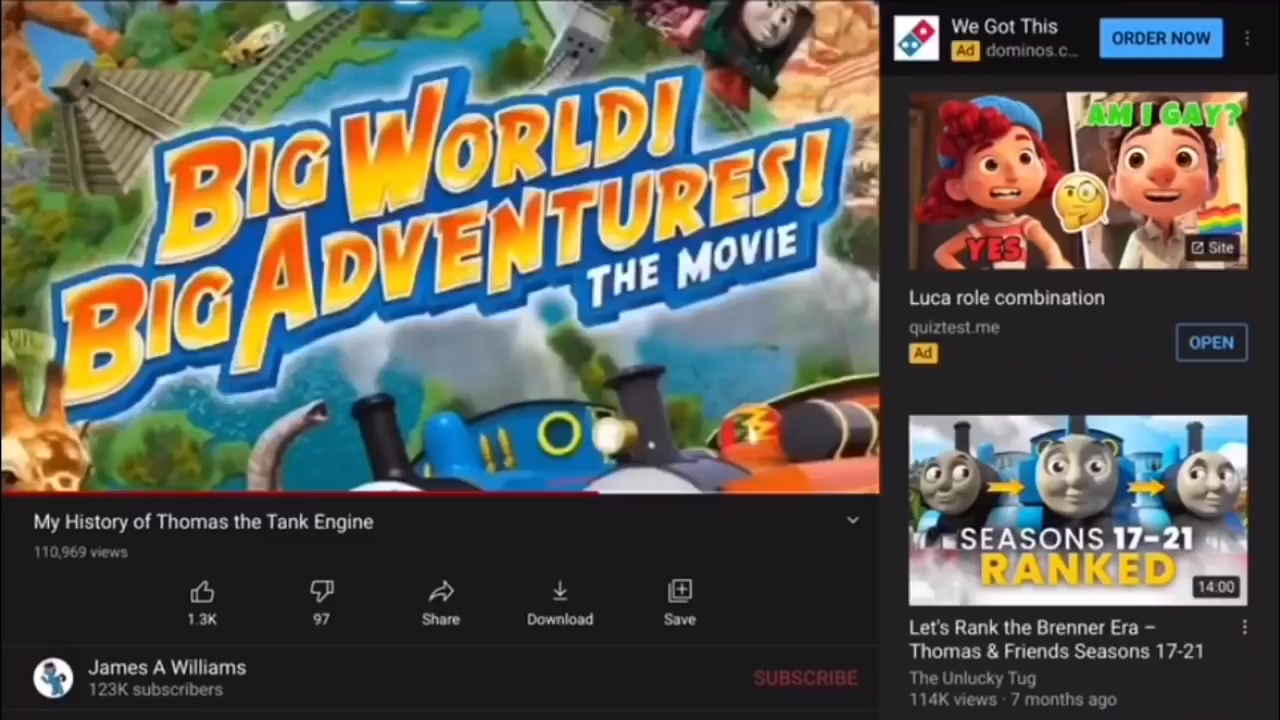 BIG WORLD!
BIG ADVENTURES!
THE MOVIE
My History of Thomas the Tank Engine
110,969 views
1.3K
97
Share
Download
Save
James A Williams
123K subscribers
SUBSCRIBE
We Got This
Ad dominos.c...
ORDER NOW
AM I GAY?
YES
Site
Luca role combination
quiztest.me
Ad
OPEN
SEASONS 17-21
RANKED
14:00
Let's Rank the Brenner Era –
Thomas & Friends Seasons 17-21
The Unlucky Tug
114K views · 7 months ago